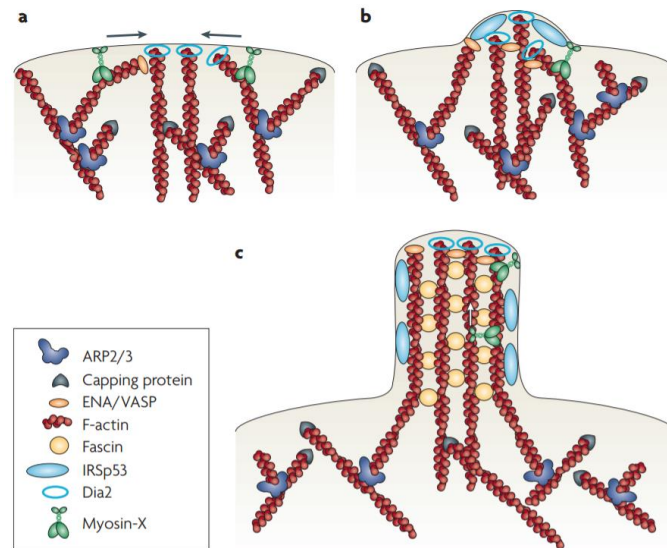 a
b
c
ARP2/3
Capping protein
ENA/VASP
F-actin
Fascin
IRSp53
Dia2
Myosin-X